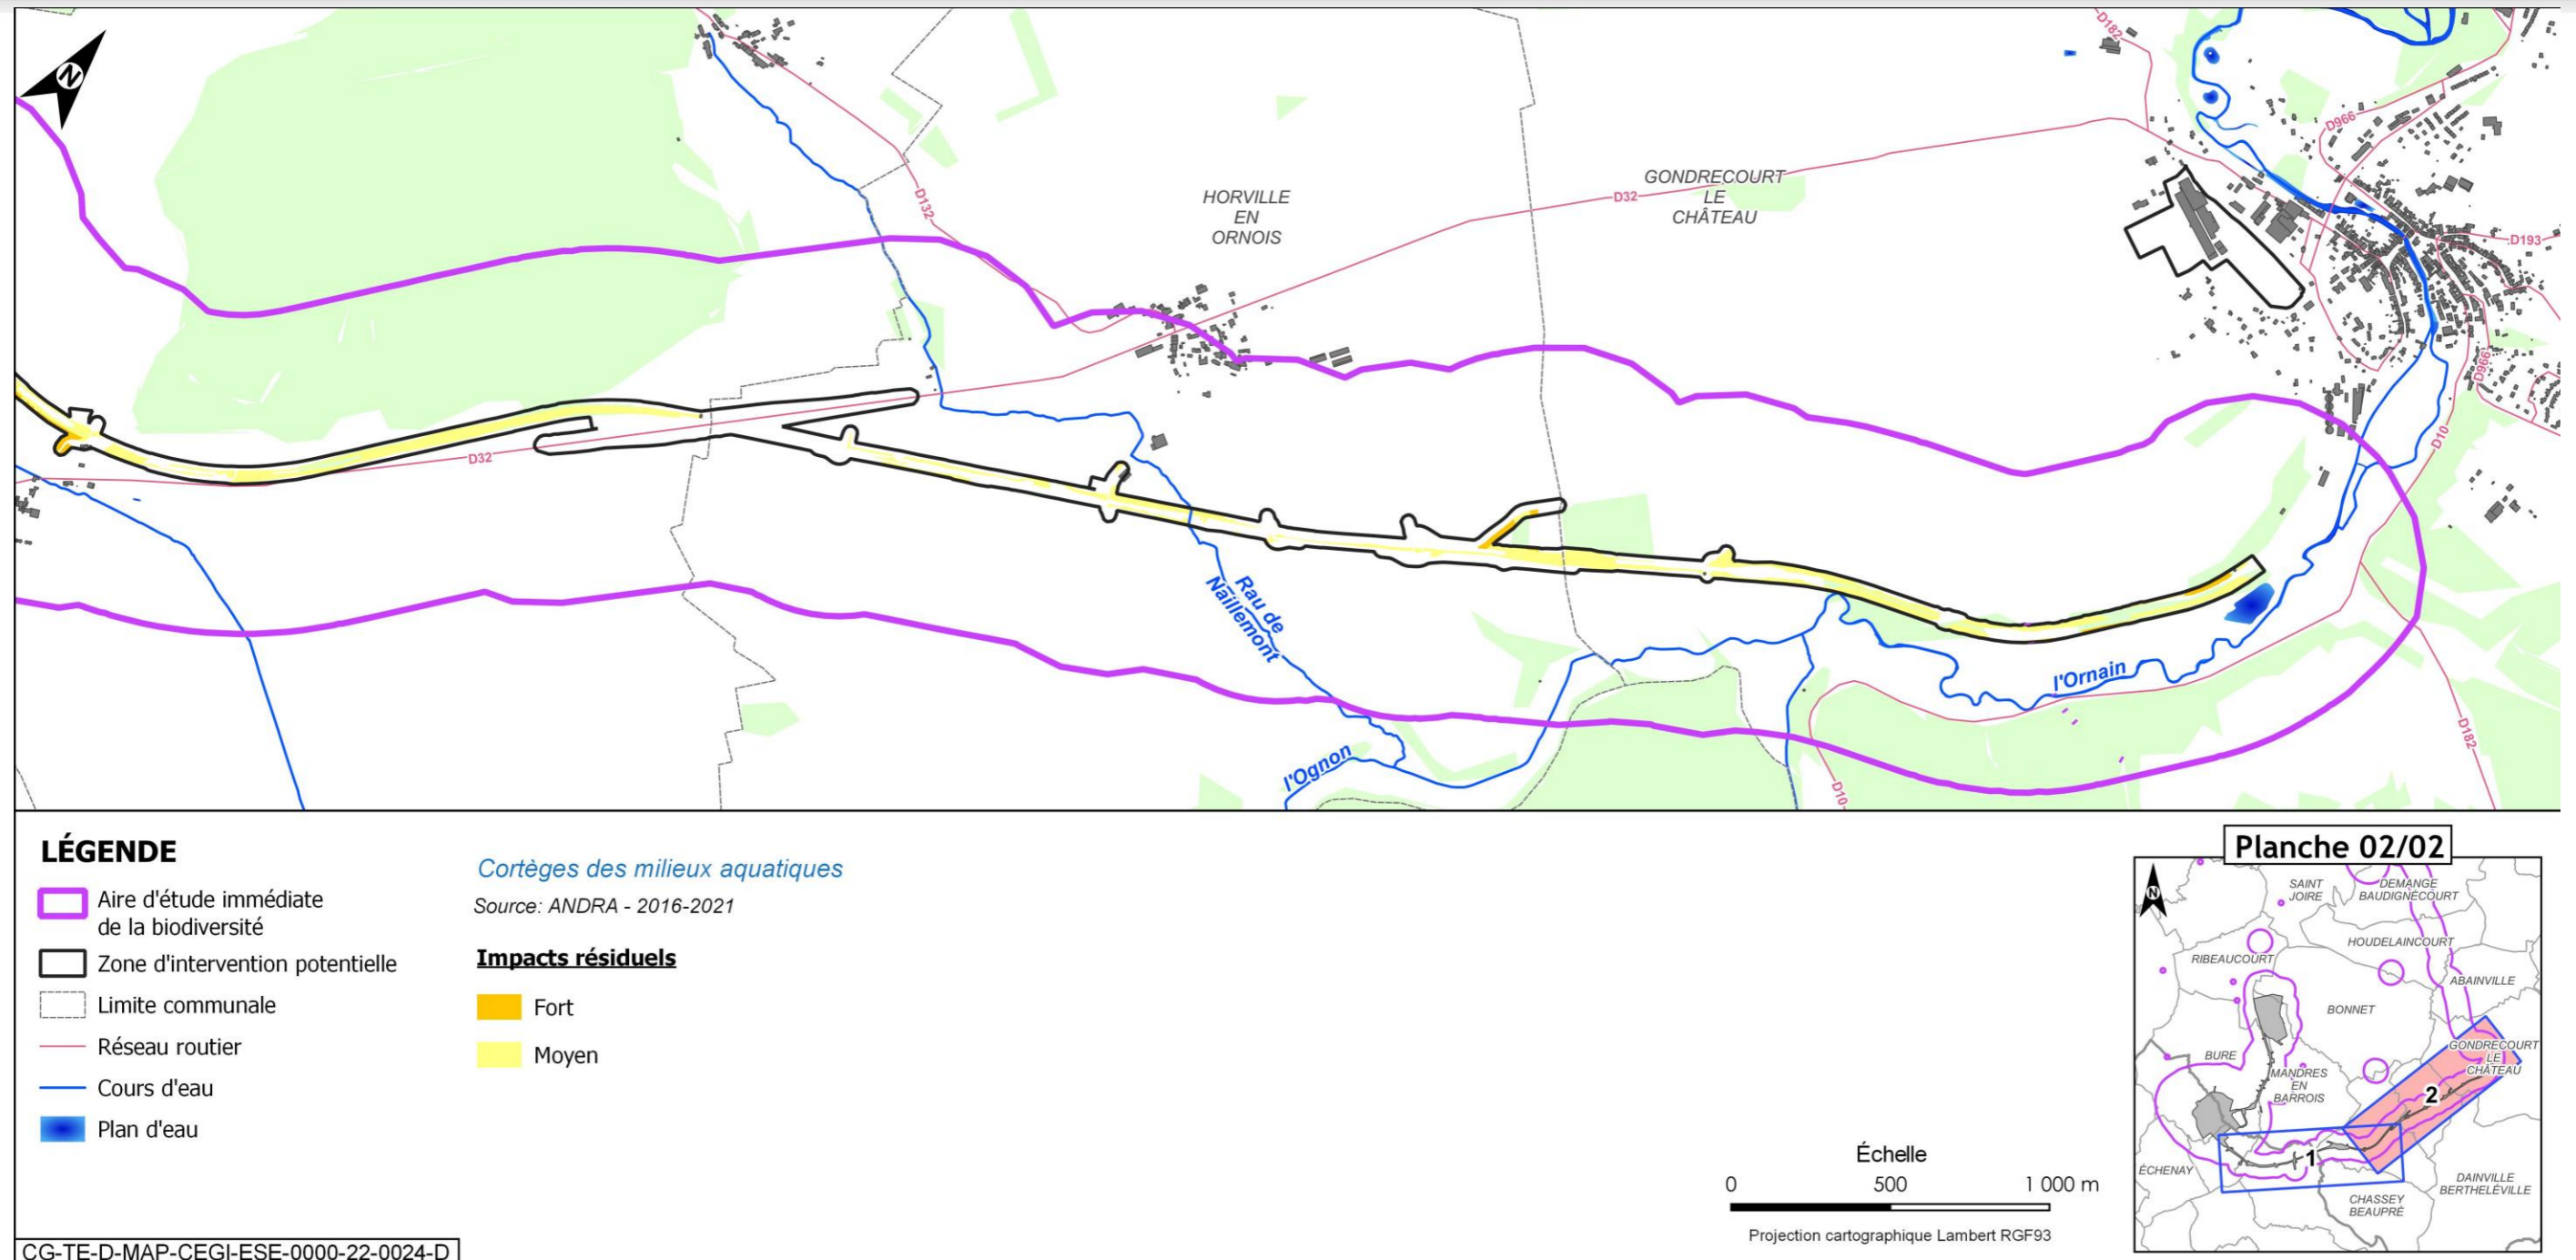 N
D182
D966
D132
HORVILLE
EN
ORNOIS
GONDRECOURT
LE
CHÂTEAU
D32
D193
D966
D32
D10
Rau de
Naillemont
l'Ornain
l'Ognon
D10
D182
LÉGENDE
Aire d'étude immédiate
de la biodiversité
Zone d'intervention potentielle
Limite communale
Réseau routier
Cours d'eau
Plan d'eau
Cortèges des milieux aquatiques
Source: ANDRA - 2016-2021
Impacts résiduels
Fort
Moyen
Échelle
0 500 1 000 m
Projection cartographique Lambert RGF93
Planche 02/02
N
SAINT
JOIRE
DEMANGE
BAUDIGNÉCOURT
HOUDELAINCOURT
RIBEAUCOURT
ABAINVILLE
BONNET
GONDRECOURT
LE
CHÂTEAU
BURE
MANDRES
EN
BARROIS
2
1
ÉCHENAY
DAINVILLE
BERTHELÉVILLE
CHASSEY
BEAUPRÉ
CG-TE-D-MAP-CEGI-ESE-0000-22-0024-D